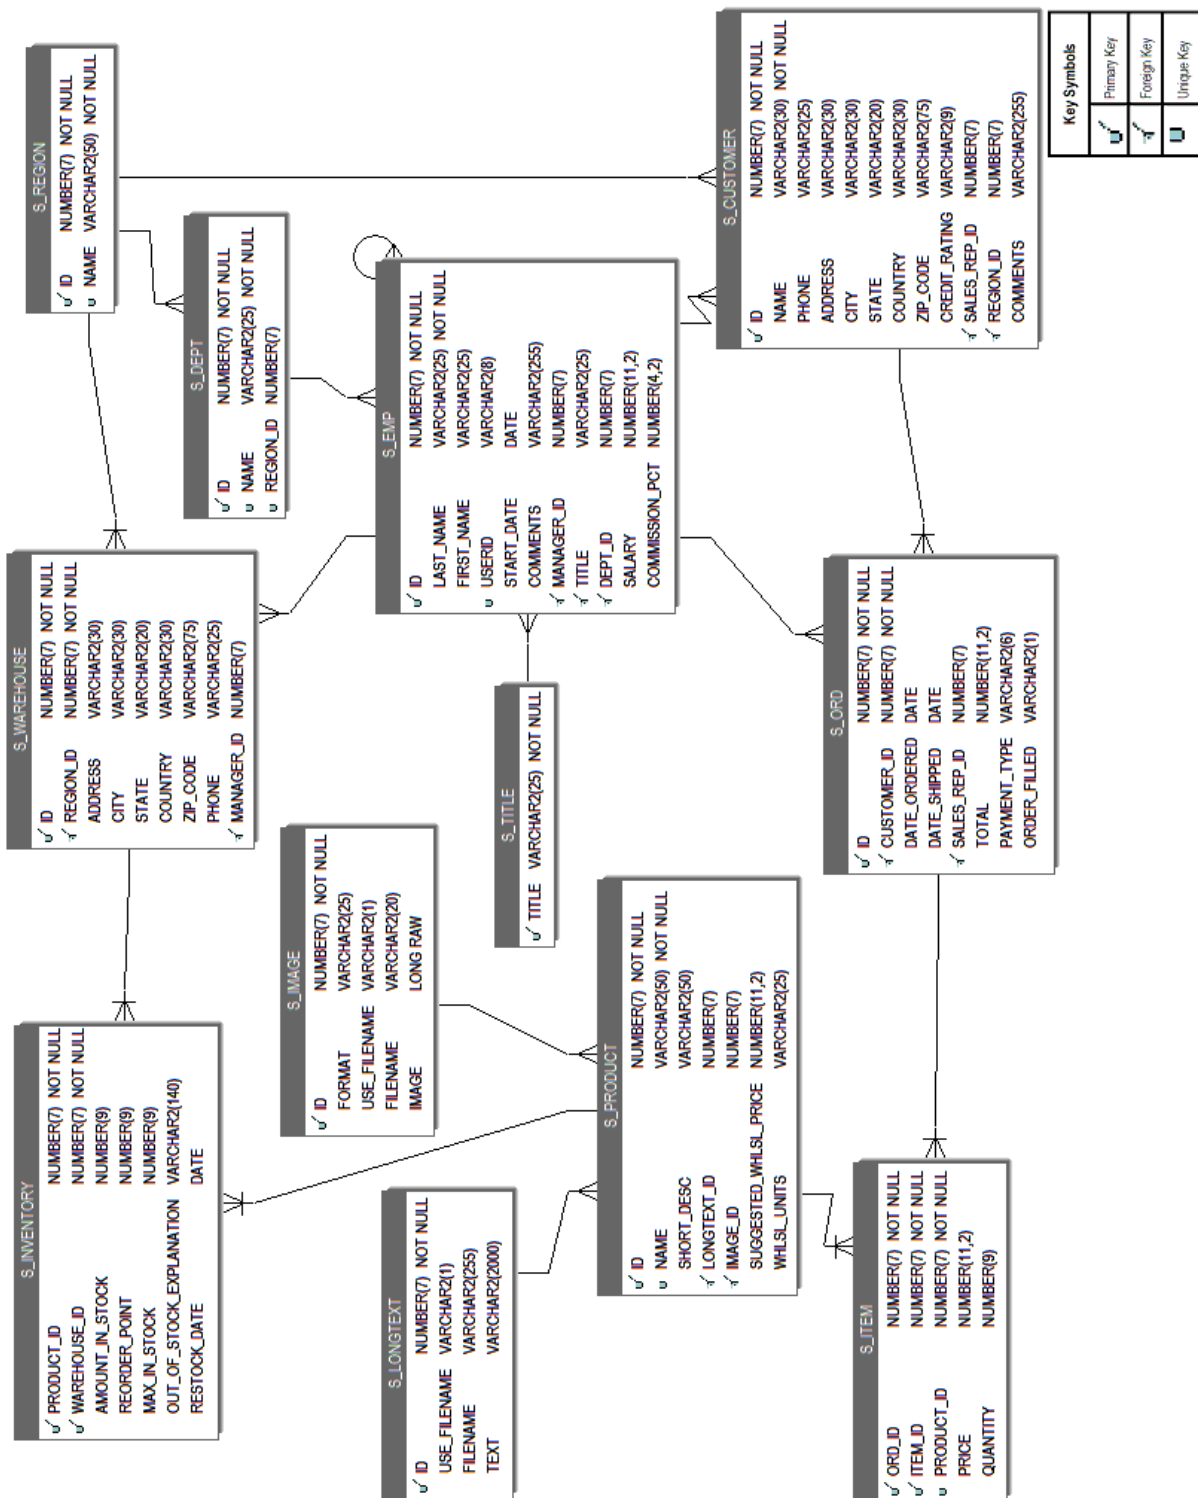 S_REGION
ID NUMBER(7) NOT NULL
NAME VARCHAR2(50) NOT NULL
S_DEPT
ID NUMBER(7) NOT NULL
NAME VARCHAR2(25) NOT NULL
REGION_ID NUMBER(7)
S_WAREHOUSE
ID NUMBER(7) NOT NULL
REGION_ID NUMBER(7) NOT NULL
ADDRESS VARCHAR2(30)
CITY VARCHAR2(30)
STATE VARCHAR2(20)
COUNTRY VARCHAR2(30)
ZIP_CODE VARCHAR2(75)
PHONE VARCHAR2(25)
MANAGER_ID NUMBER(7)
S_INVENTORY
PRODUCT_ID NUMBER(7) NOT NULL
WAREHOUSE_ID NUMBER(7) NOT NULL
AMOUNT_IN_STOCK NUMBER(9)
REORDER_POINT NUMBER(9)
MAX_IN_STOCK NUMBER(9)
OUT_OF_STOCK_EXPLANATION VARCHAR2(140)
RESTOCK_DATE DATE
S_IMAGE
ID NUMBER(7) NOT NULL
FORMAT VARCHAR2(25)
USE_FILENAME VARCHAR2(1)
FILENAME VARCHAR2(20)
IMAGE LONG RAW
S_LONGTEXT
ID NUMBER(7) NOT NULL
USE_FILENAME VARCHAR2(1)
FILENAME VARCHAR2(255)
TEXT VARCHAR2(2000)
S_EMP
ID NUMBER(7) NOT NULL
LAST_NAME VARCHAR2(25) NOT NULL
FIRST_NAME VARCHAR2(25)
USERID VARCHAR2(8)
START_DATE DATE
COMMENTS VARCHAR2(255)
MANAGER_ID NUMBER(7)
TITLE VARCHAR2(25)
DEPT_ID NUMBER(7)
SALARY NUMBER(11,2)
COMMISSION_PCT NUMBER(4,2)
S_TITLE
TITLE VARCHAR2(25) NOT NULL
S_PRODUCT
ID NUMBER(7) NOT NULL
NAME VARCHAR2(50) NOT NULL
SHORT_DESC VARCHAR2(50)
LONGTEXT_ID NUMBER(7)
IMAGE_ID NUMBER(7)
SUGGESTED_WHLSL_PRICE NUMBER(11,2)
WHLSL_UNITS VARCHAR2(25)
S_CUSTOMER
ID NUMBER(7) NOT NULL
NAME VARCHAR2(30) NOT NULL
PHONE VARCHAR2(25)
ADDRESS VARCHAR2(30)
CITY VARCHAR2(30)
STATE VARCHAR2(20)
COUNTRY VARCHAR2(30)
ZIP_CODE VARCHAR2(75)
CREDIT_RATING VARCHAR2(9)
SALES_REP_ID NUMBER(7)
REGION_ID NUMBER(7)
COMMENTS VARCHAR2(255)
S_ORD
ID NUMBER(7) NOT NULL
CUSTOMER_ID NUMBER(7) NOT NULL
DATE_ORDERED DATE
DATE_SHIPPED DATE
SALES_REP_ID NUMBER(7)
TOTAL NUMBER(11,2)
PAYMENT_TYPE VARCHAR2(6)
ORDER_FILLED VARCHAR2(1)
S_ITEM
ORD_ID NUMBER(7) NOT NULL
ITEM_ID NUMBER(7) NOT NULL
PRODUCT_ID NUMBER(7) NOT NULL
PRICE NUMBER(11,2)
QUANTITY NUMBER(9)
Key Symbols
Primary Key
Foreign Key
Unique Key